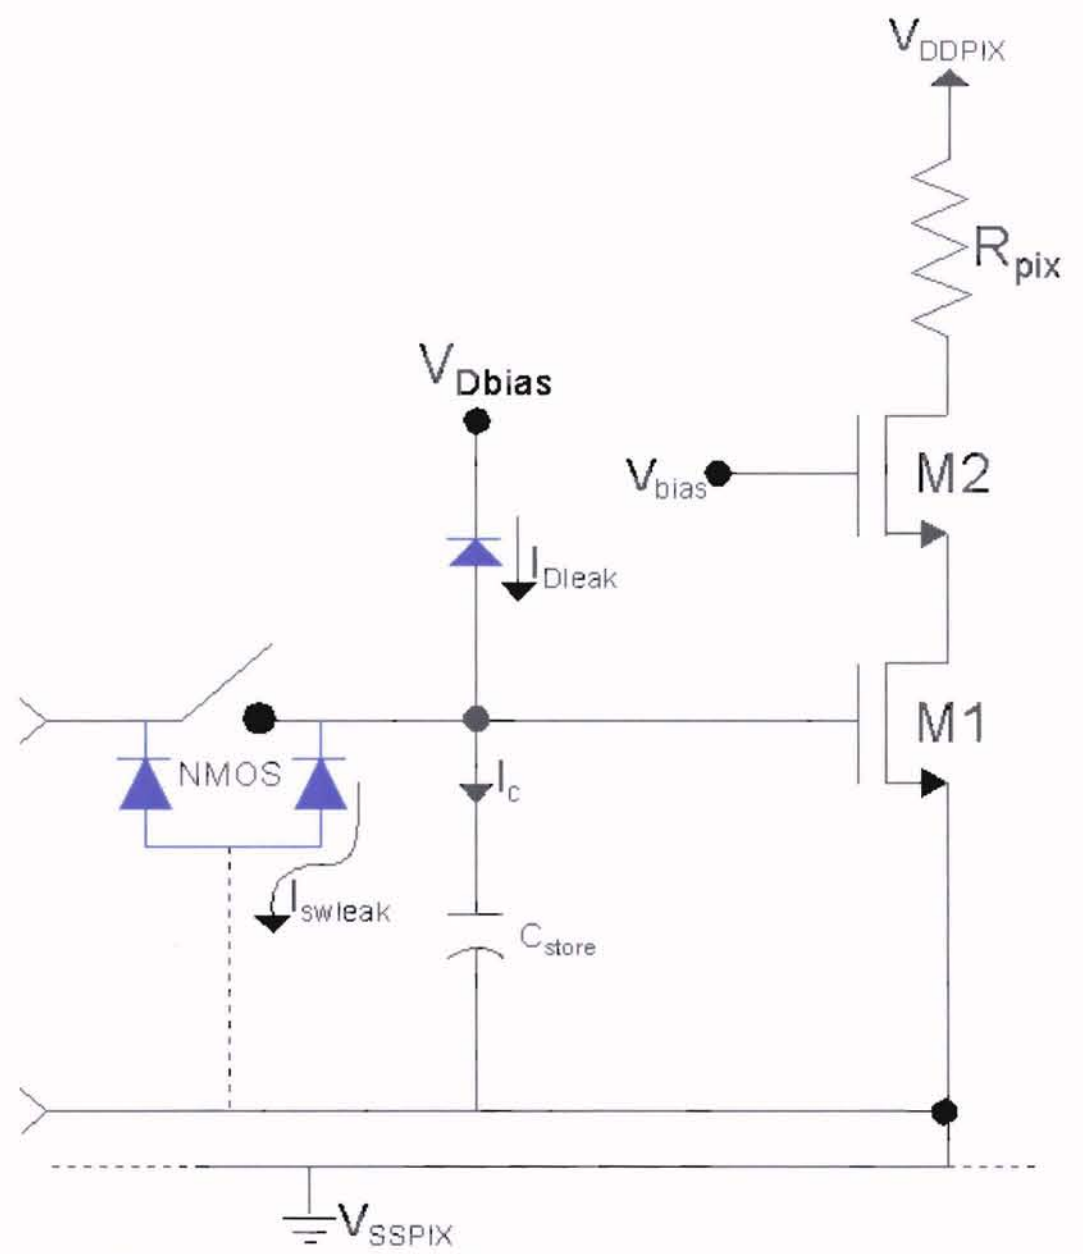 VDDPIX
Rpix
VDbias
Vbias
M2
IDleak
M1
NMOS
Ic
Iswleak
Cstore
VSSPIX